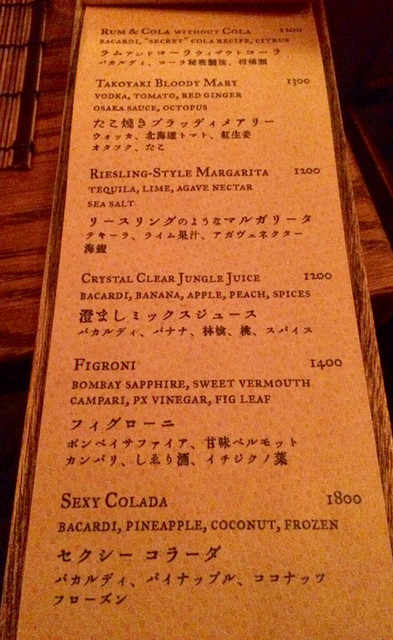 Rum & Cola without Cola 1200
Bacardi, "Secret" Cola Recipe, Citrus
ラムアンドコーラウィザウトコーラ
バカルディ、コーラ秘密製法、柑橘類
Takoyaki Bloody Mary 1300
Vodka, Tomato, Red Ginger
Osaka Sauce, Octopus
たこ焼きブラッディメアリー
ウォッカ、北海道トマト、紅生姜
オタフク、たこ
Riesling-Style Margarita 1200
Tequila, Lime, Agave Nectar
Sea Salt
リースリングのようなマルガリータ
テキーラ、ライム果汁、アガヴェネクター
海鹽
Crystal Clear Jungle Juice 1200
Bacardi, Banana, Apple, Peach, Spices
澄ましミックスジュース
バカルディ、バナナ、林檎、桃、スパイス
Figroni 1400
Bombay Sapphire, Sweet Vermouth
Campari, PX Vinegar, Fig Leaf
フィグローニ
ボンベイサファイア、甘味ベルモット
カンパリ、しゑり酒、イチジクノ葉
Sexy Colada 1800
Bacardi, Pineapple, Coconut, Frozen
セクシー コラーダ
バカルディ、パイナップル、ココナッツ
フローズン